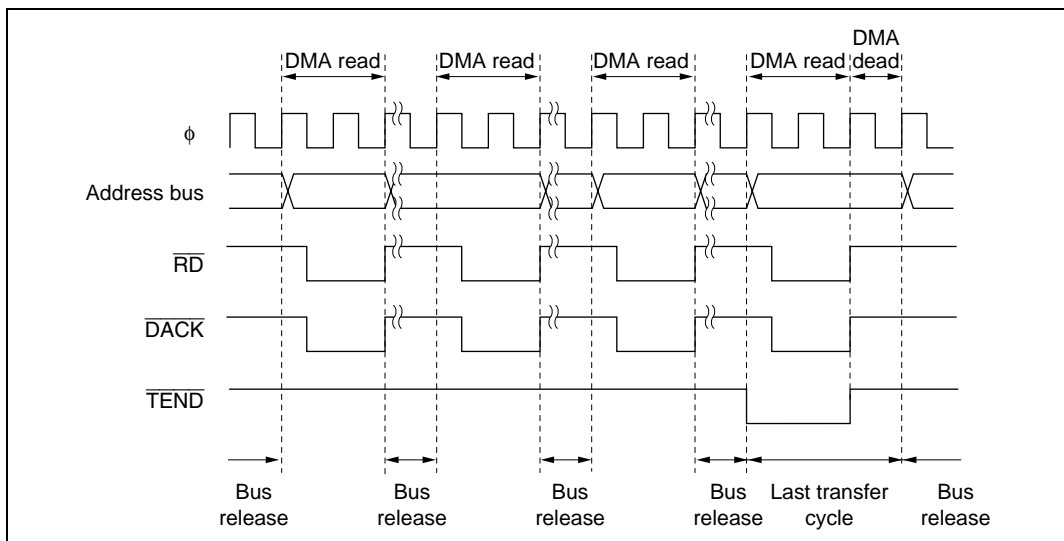 DMA
DMA read DMA read DMA read DMA read dead
φ
Address bus
RD
DACK
TEND
Bus Bus Bus Bus Last transfer Bus
release release release release cycle release